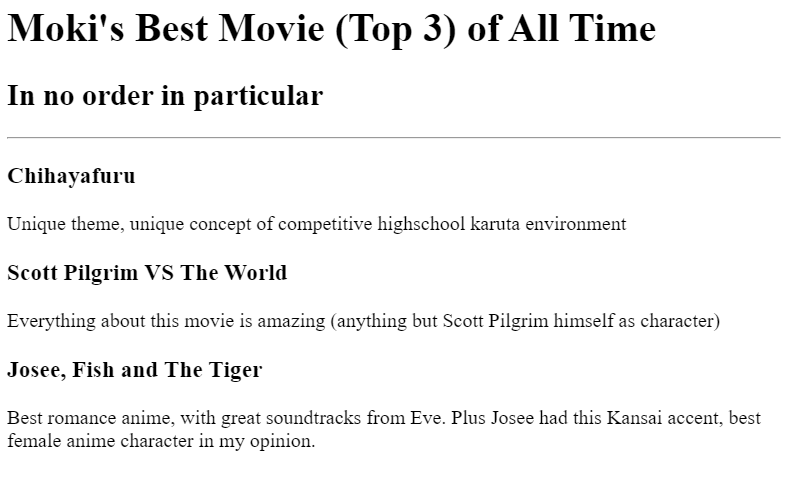 Moki's Best Movie (Top 3) of All Time
In no order in particular
Chihayafuru
Unique theme, unique concept of competitive highschool karuta environment
Scott Pilgrim VS The World
Everything about this movie is amazing (anything but Scott Pilgrim himself as character)
Josee, Fish and The Tiger
Best romance anime, with great soundtracks from Eve. Plus Josee had this Kansai accent, best
female anime character in my opinion.